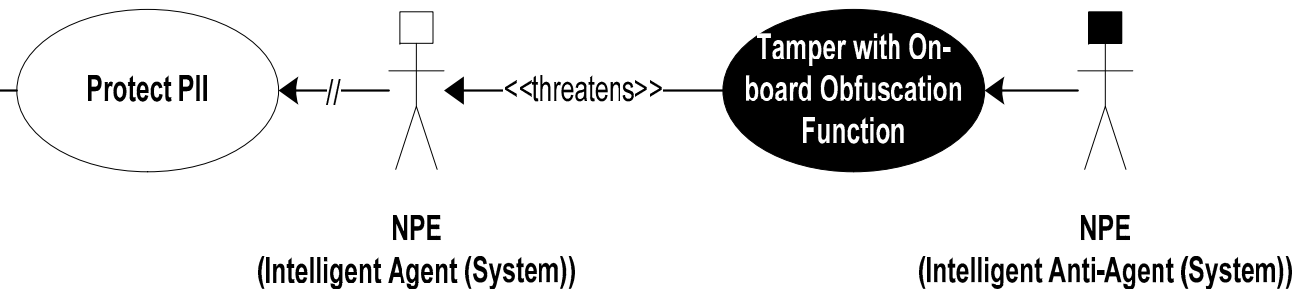 Protect PII
//
<<threatens>>
Tamper with On-
board Obfuscation
Function
NPE
(Intelligent Agent (System))
NPE
(Intelligent Anti-Agent (System))